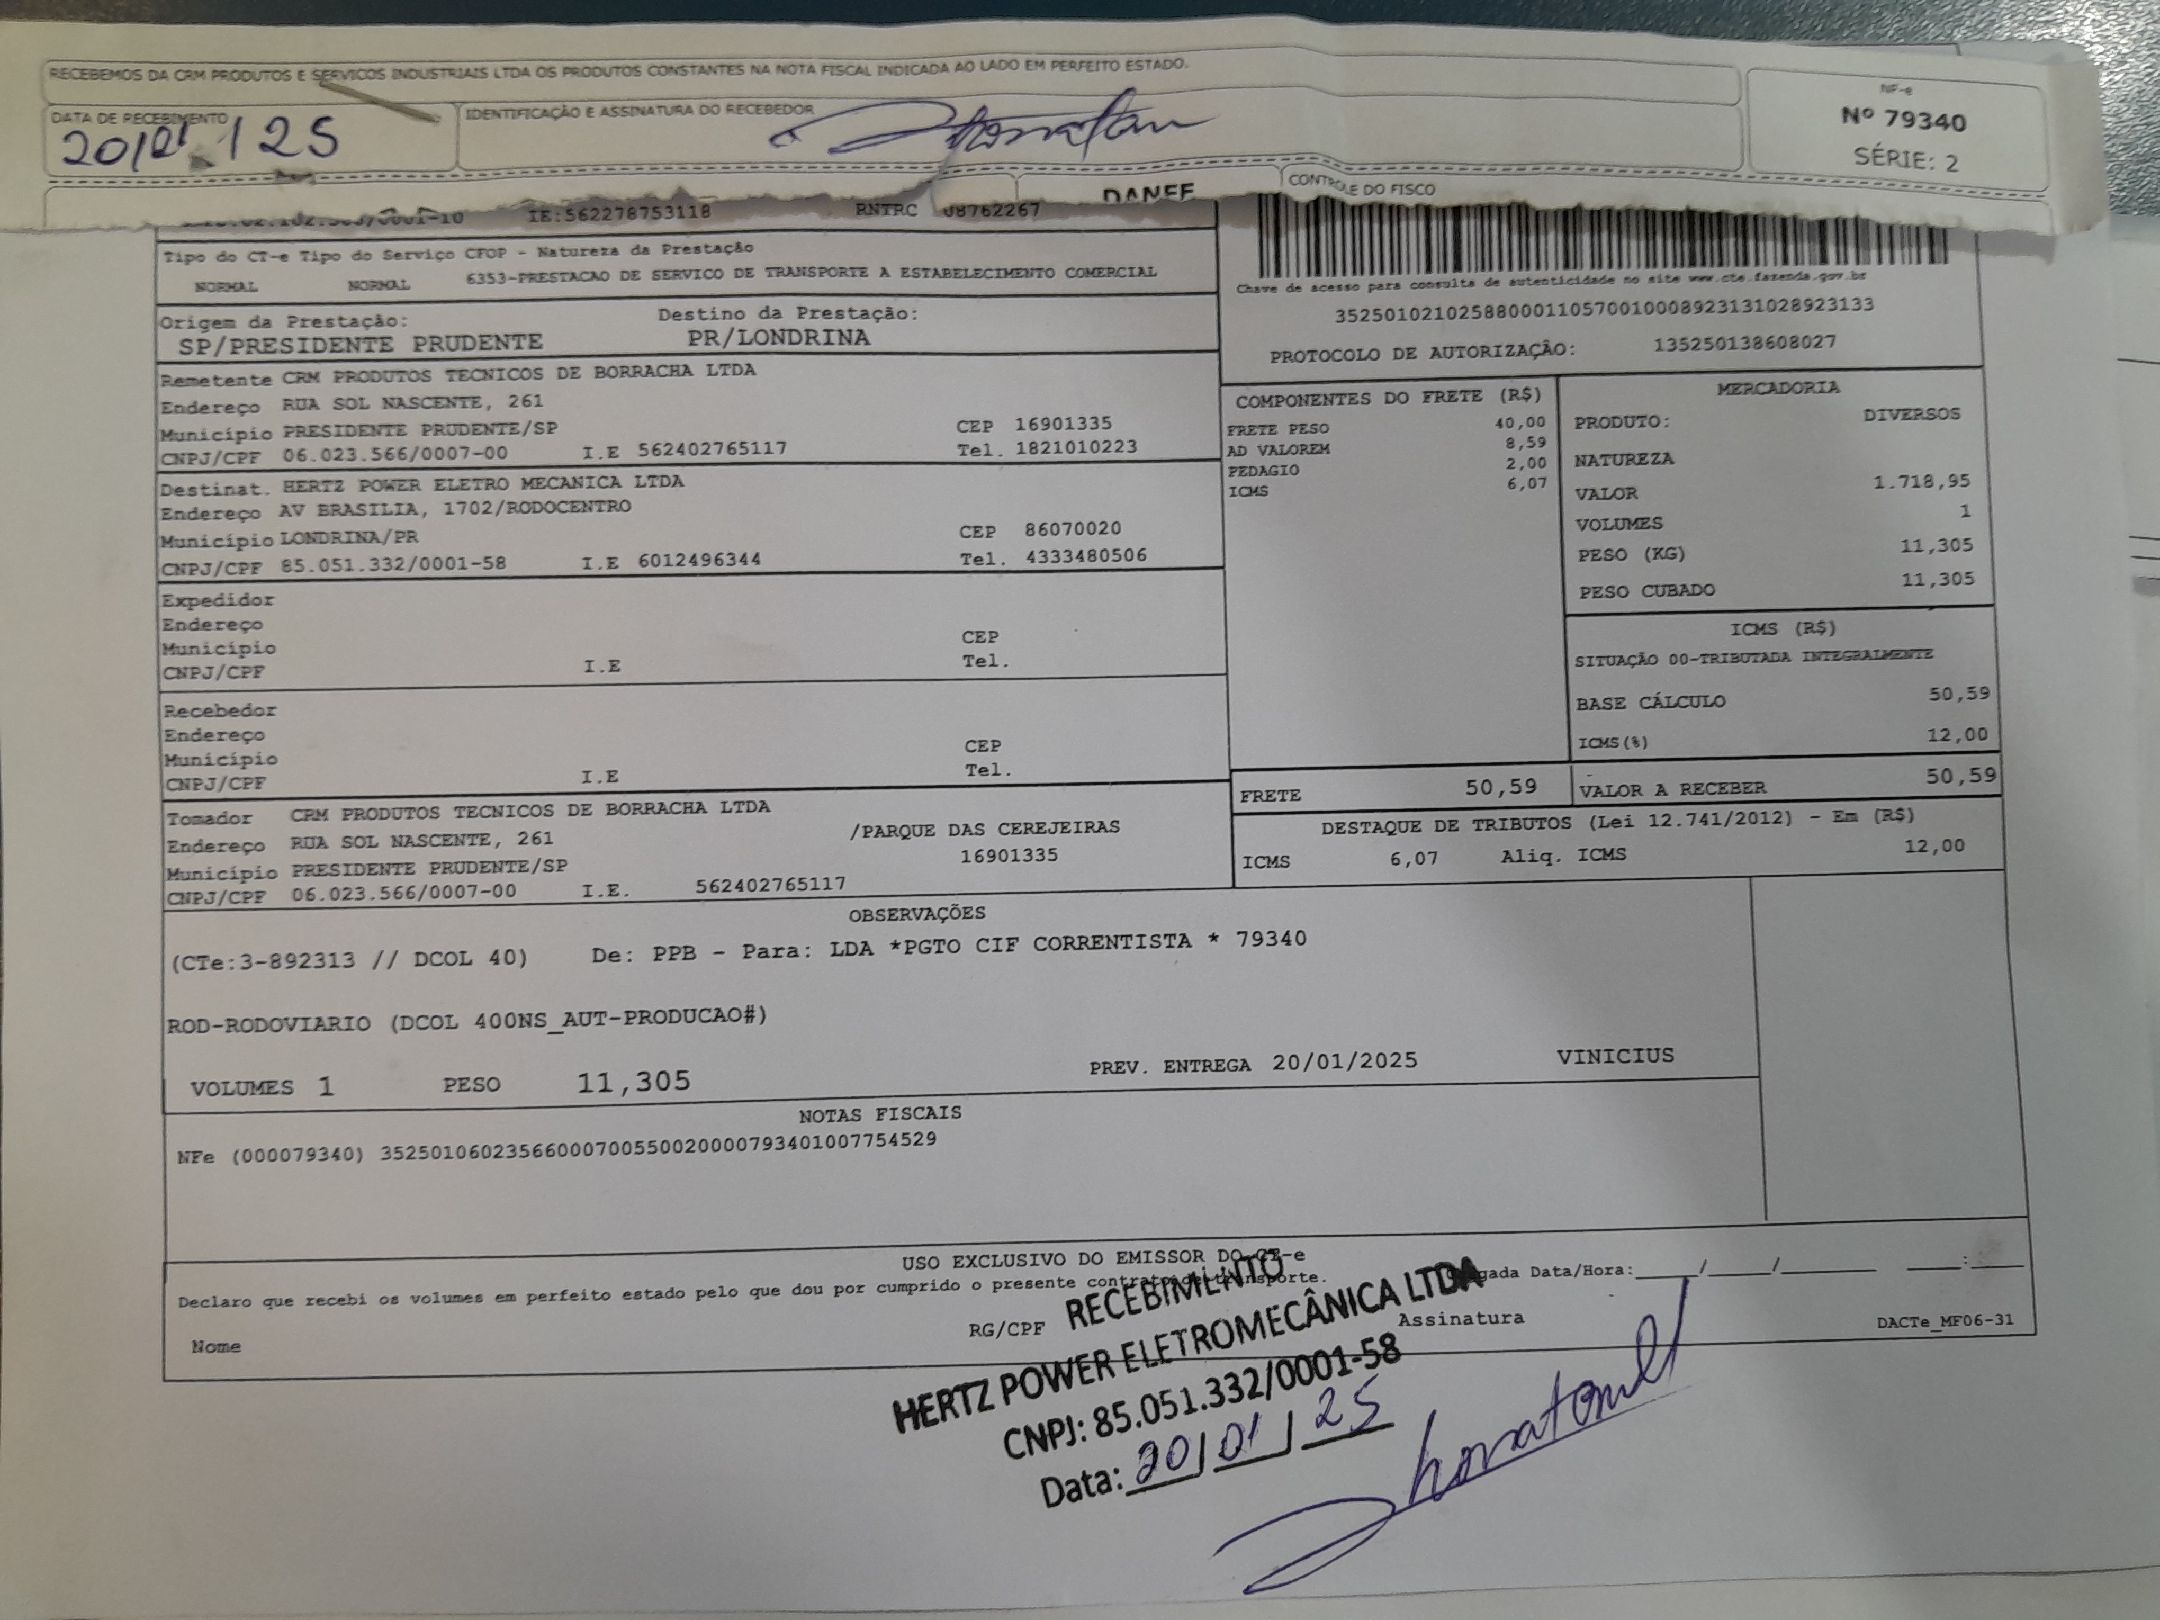 RECEBEMOS DA CRM PRODUTOS E SERVICOS INDUSTRIAIS LTDA OS PRODUTOS CONSTANTES NA NOTA FISCAL INDICADA AO LADO EM PERFEITO ESTADO.
DATA DE RECEBIMENTO
20/01/25
IDENTIFICAÇÃO E ASSINATURA DO RECEBEDOR
NF-e
Nº 79340
SÉRIE: 2
DANFE
CONTROLE DO FISCO
IE:562278753118 RNTRC 08762267
Tipo do CT-e Tipo do Serviço CFOP - Natureza da Prestação
NORMAL NORMAL 6353-PRESTACAO DE SERVICO DE TRANSPORTE A ESTABELECIMENTO COMERCIAL
Chave de acesso para consulta de autenticidade no site www.cte.fazenda.gov.br
35250102102588000110570010008923131028923133
PROTOCOLO DE AUTORIZAÇÃO: 135250138608027
Origem da Prestação: Destino da Prestação:
SP/PRESIDENTE PRUDENTE PR/LONDRINA
Remetente CRM PRODUTOS TECNICOS DE BORRACHA LTDA
Endereço RUA SOL NASCENTE, 261
Município PRESIDENTE PRUDENTE/SP CEP 16901335
CNPJ/CPF 06.023.566/0007-00 I.E 562402765117 Tel. 1821010223
Destinat. HERTZ POWER ELETRO MECANICA LTDA
Endereço AV BRASILIA, 1702/RODOCENTRO
Município LONDRINA/PR CEP 86070020
CNPJ/CPF 85.051.332/0001-58 I.E 6012496344 Tel. 4333480506
Expedidor
Endereço
Município CEP
CNPJ/CPF I.E Tel.
Recebedor
Endereço
Município CEP
CNPJ/CPF I.E Tel.
Tomador CRM PRODUTOS TECNICOS DE BORRACHA LTDA
Endereço RUA SOL NASCENTE, 261 /PARQUE DAS CEREJEIRAS
Município PRESIDENTE PRUDENTE/SP 16901335
CNPJ/CPF 06.023.566/0007-00 I.E. 562402765117
COMPONENTES DO FRETE (R$)
FRETE PESO 40,00
AD VALOREM 8,59
PEDAGIO 2,00
ICMS 6,07
MERCADORIA
PRODUTO: DIVERSOS
NATUREZA
VALOR 1.718,95
VOLUMES 1
PESO (KG) 11,305
PESO CUBADO 11,305
ICMS (R$)
SITUAÇÃO 00-TRIBUTADA INTEGRALMENTE
BASE CÁLCULO 50,59
ICMS(%) 12,00
FRETE 50,59 VALOR A RECEBER 50,59
DESTAQUE DE TRIBUTOS (Lei 12.741/2012) - Em (R$)
ICMS 6,07 Aliq. ICMS 12,00
OBSERVAÇÕES
(CTe:3-892313 // DCOL 40) De: PPB - Para: LDA *PGTO CIF CORRENTISTA * 79340
ROD-RODOVIARIO (DCOL 400NS_AUT-PRODUCAO#)
VOLUMES 1 PESO 11,305 PREV. ENTREGA 20/01/2025 VINICIUS
NOTAS FISCAIS
NFe (000079340) 35250106023566000700550020000793401007754529
USO EXCLUSIVO DO EMISSOR DO CT-e
Declaro que recebi os volumes em perfeito estado pelo que dou por cumprido o presente contrato de transporte. Chegada Data/Hora:____/____/____ ____:____
Nome RG/CPF Assinatura DACTe_MF06-31
RECEBIMENTO
HERTZ POWER ELETROMECÂNICA LTDA
CNPJ: 85.051.332/0001-58
Data: 20/01/25